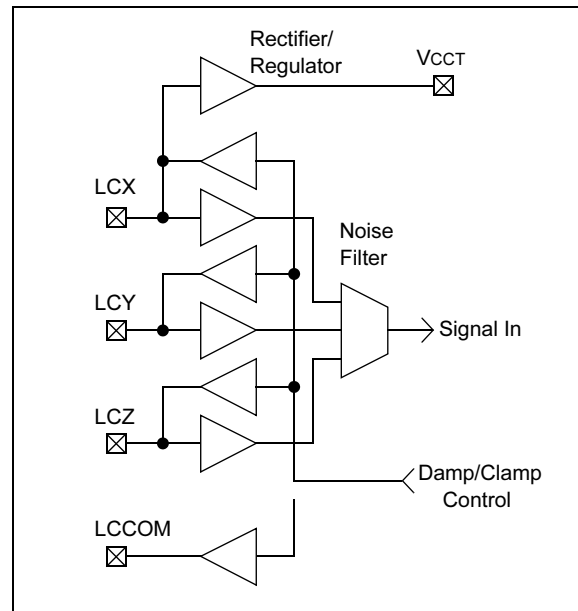 Rectifier/
Regulator
VCCT
LCX
Noise
Filter
LCY
Signal In
LCZ
Damp/Clamp
Control
LCCOM